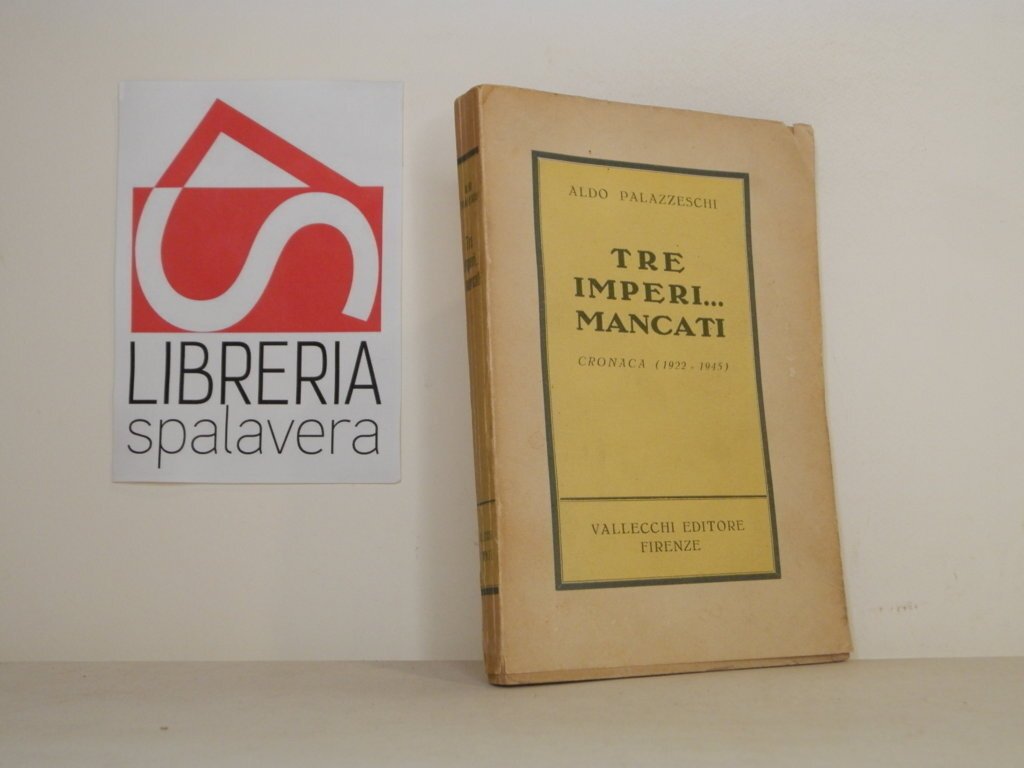 LIBRERIA
spalavera
ALDO PALAZZESCHI
TRE
IMPERI...
MANCATI
CRONACA (1922 - 1945)
VALLECCHI EDITORE
FIRENZE